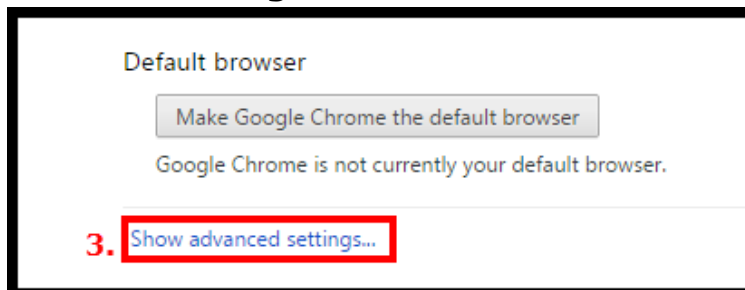 Default browser
Make Google Chrome the default browser
Google Chrome is not currently your default browser.
3. Show advanced settings...